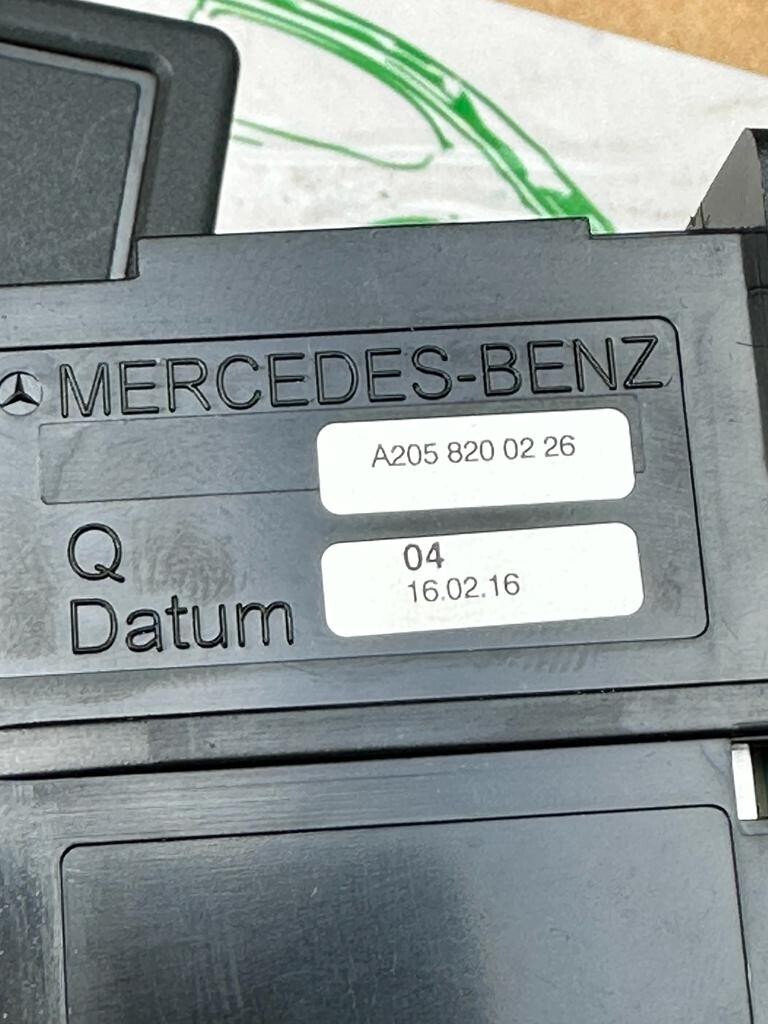 MERCEDES-BENZ
A205 820 02 26
Q
04
Datum
16.02.16